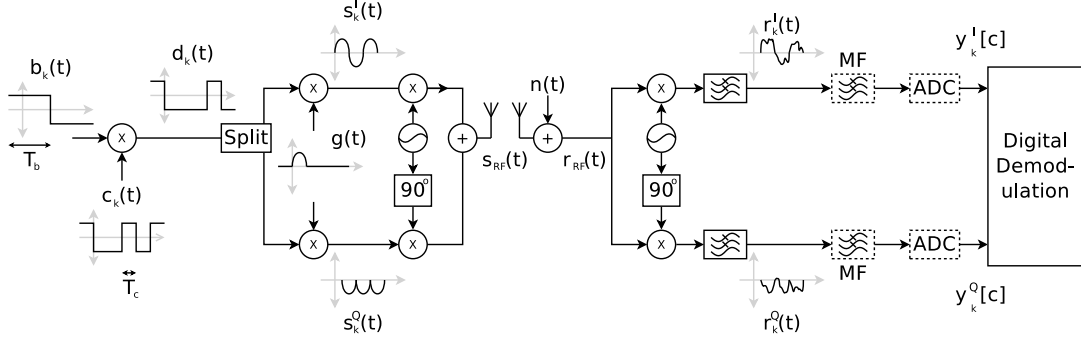 b_k(t)
T_b
x
c_k(t)
T_c
d_k(t)
Split
s_k^I(t)
x
x
g(t)
90°
x
x
s_k^Q(t)
+
s_RF(t)
n(t)
+
r_RF(t)
x
90°
x
r_k^I(t)
r_k^Q(t)
MF
MF
ADC
ADC
y_k^I[c]
y_k^Q[c]
Digital
Demod-
ulation